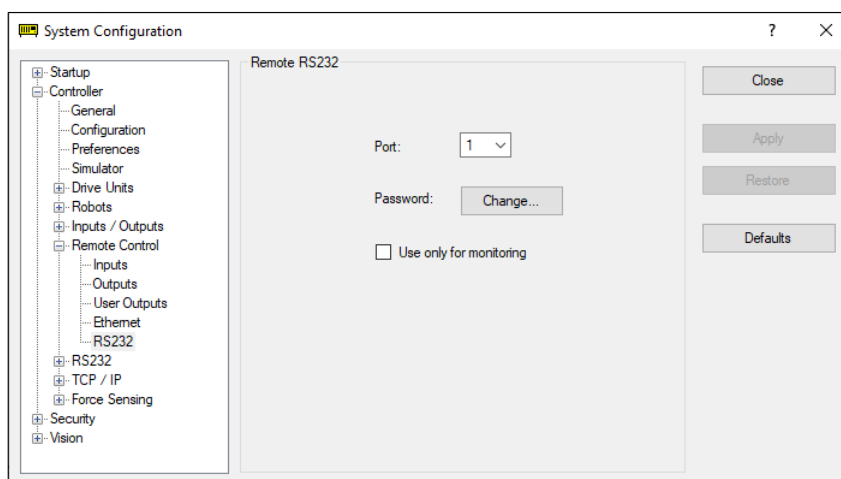 System Configuration
?
Startup
Controller
General
Configuration
Preferences
Simulator
Drive Units
Robots
Inputs / Outputs
Remote Control
Inputs
Outputs
User Outputs
Ethernet
RS232
RS232
TCP / IP
Force Sensing
Security
Vision
Remote RS232
Port: 1
Password: Change...
Use only for monitoring
Close
Apply
Restore
Defaults